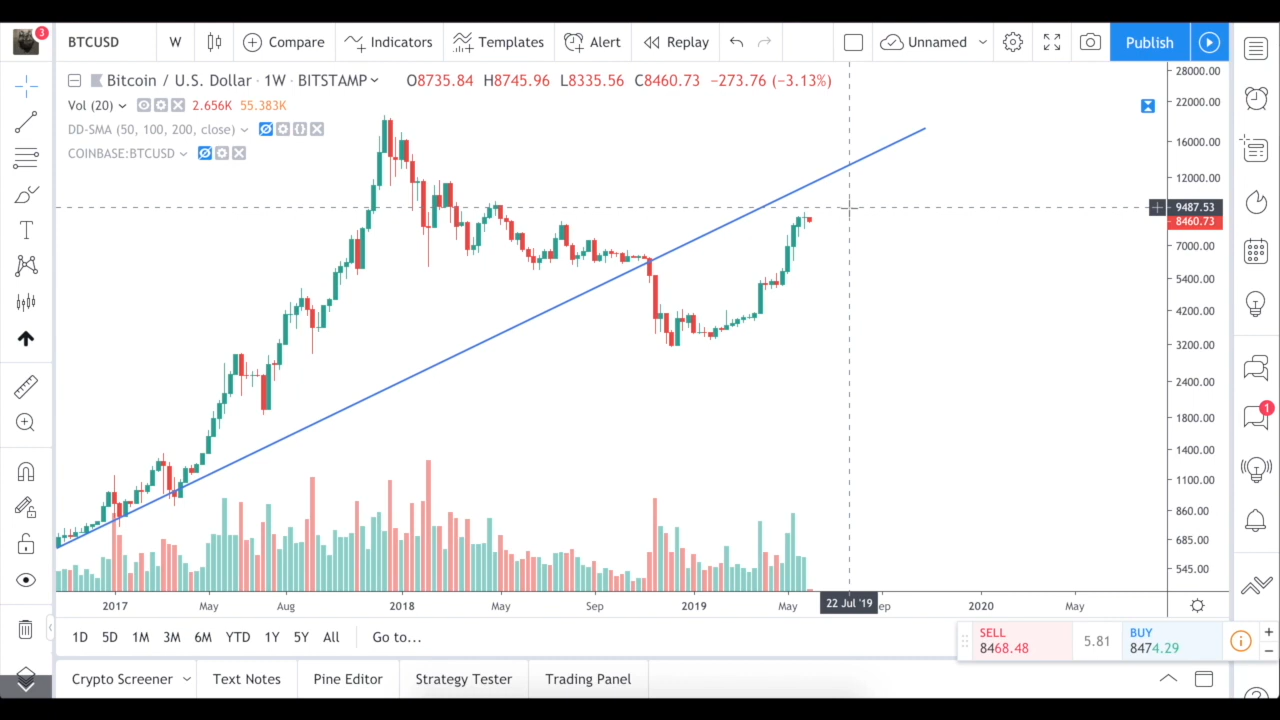 3
BTCUSD W Compare Indicators Templates Alert Replay Unnamed Publish
Bitcoin / U.S. Dollar · 1W · BITSTAMP O8735.84 H8745.96 L8335.56 C8460.73 −273.76 (−3.13%)
Vol (20) 2.656K 55.383K
DD-SMA (50, 100, 200, close)
COINBASE:BTCUSD
T
28000.00
22000.00
16000.00
12000.00
9487.53
8460.73
7000.00
5400.00
4200.00
3200.00
2400.00
1800.00
1400.00
1100.00
860.00
685.00
545.00
1
2017 May Aug 2018 May Sep 2019 May 22 Jul '19 ep 2020 May
1D 5D 1M 3M 6M YTD 1Y 5Y All Go to...
SELL
8468.48
5.81
BUY
8474.29
Crypto Screener Text Notes Pine Editor Strategy Tester Trading Panel